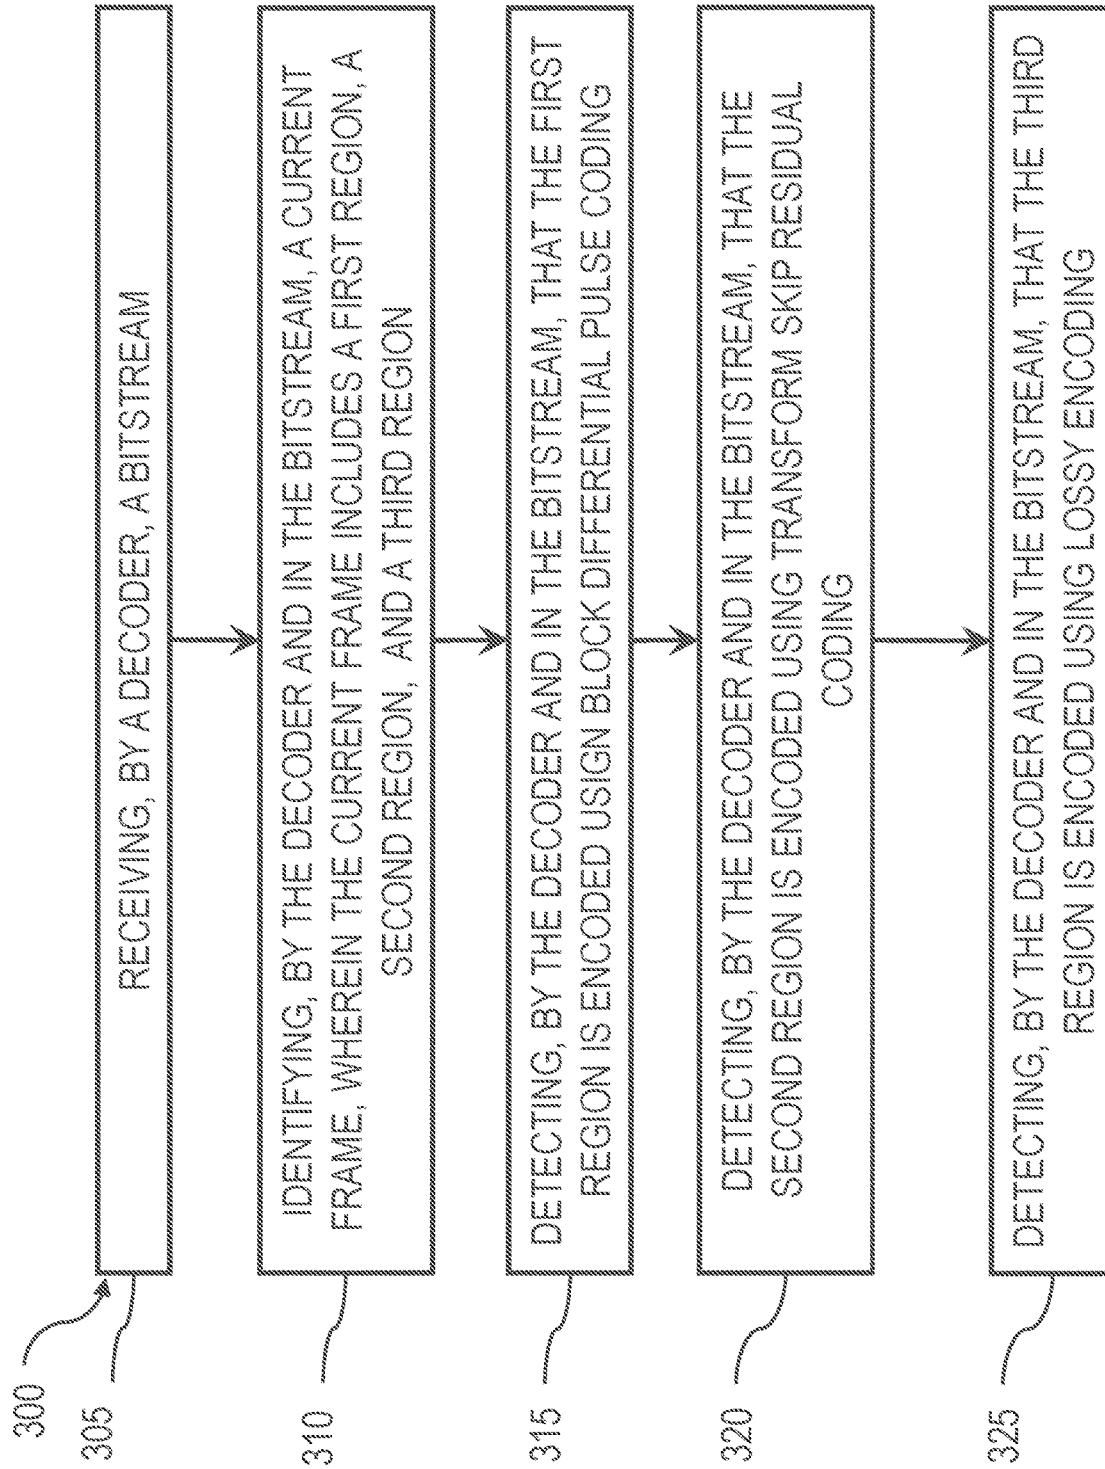 300
305
RECEIVING, BY A DECODER, A BITSTREAM
310
IDENTIFYING, BY THE DECODER AND IN THE BITSTREAM, A CURRENT
FRAME, WHEREIN THE CURRENT FRAME INCLUDES A FIRST REGION, A
SECOND REGION, AND A THIRD REGION
315
DETECTING, BY THE DECODER AND IN THE BITSTREAM, THAT THE FIRST
REGION IS ENCODED USIGN BLOCK DIFFERENTIAL PULSE CODING
320
DETECTING, BY THE DECODER AND IN THE BITSTREAM, THAT THE
SECOND REGION IS ENCODED USING TRANSFORM SKIP RESIDUAL
CODING
325
DETECTING, BY THE DECODER AND IN THE BITSTREAM, THAT THE THIRD
REGION IS ENCODED USING LOSSY ENCODING